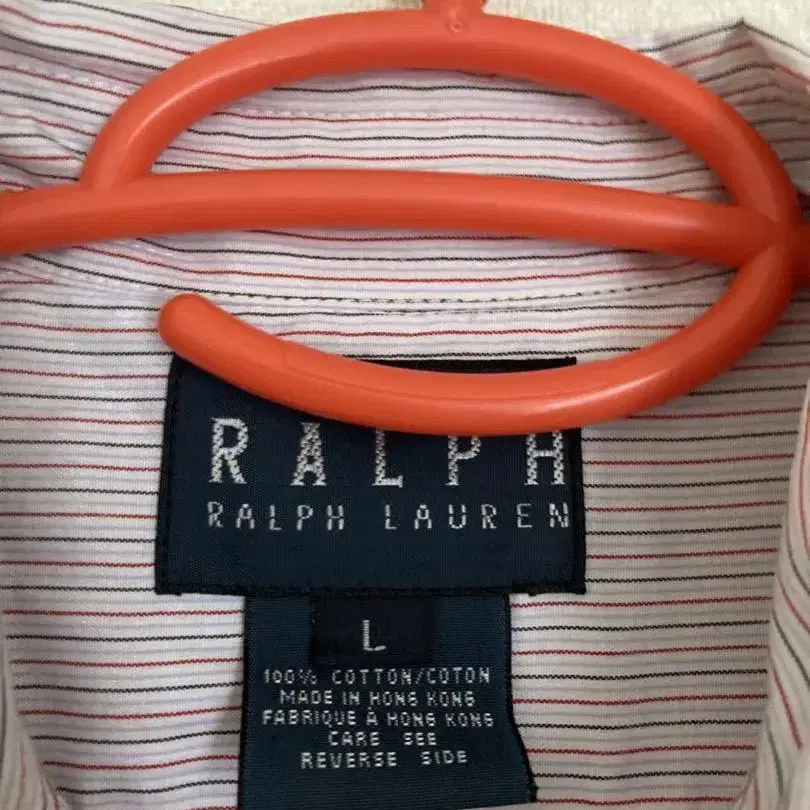 RALPH
RALPH LAUREN
L
100% COTTON/COTON
MADE IN HONG KONG
FABRIQUE À HONG KONG
CARE SEE
REVERSE SIDE